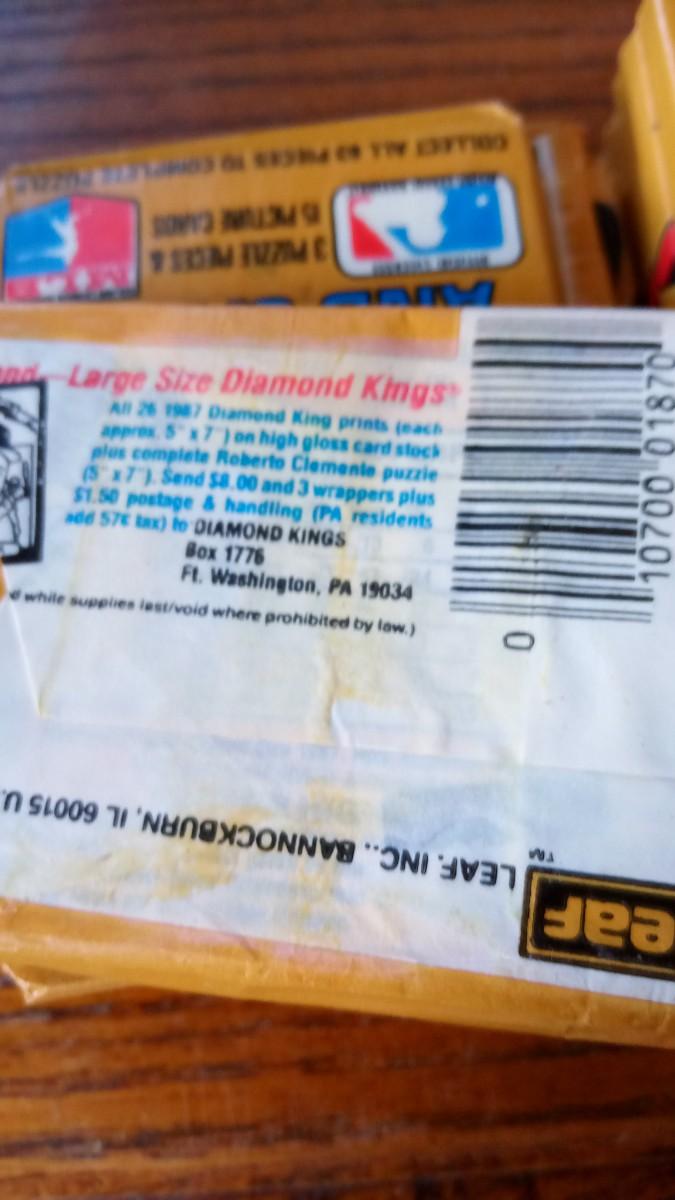 COLLECT ALL 63 PIECES TO COMPLETE PUZZLE
3 PUZZLE PIECES &
15 PICTURE CARDS
AND
Large Size Diamond Kings
All 26 1987 Diamond King prints (each
approx. 5" x 7") on high gloss card stock
plus complete Roberto Clemente puzzle
(5" x 7"). Send $8.00 and 3 wrappers plus
$1.50 postage & handling (PA residents
add 57¢ tax) to DIAMOND KINGS
Box 1776
Ft. Washington, PA 19034
while supplies last/void where prohibited by law.)
0
10700 01870
LEAF, INC., BANNOCKBURN, IL 60015 U.
eaf
TM